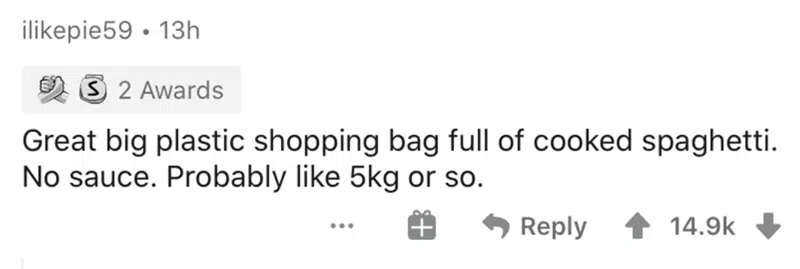 ilikepie59 • 13h
S 2 Awards
Great big plastic shopping bag full of cooked spaghetti.
No sauce. Probably like 5kg or so.
... Reply 14.9k